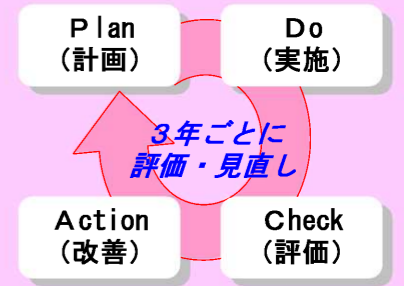 Plan
(計画)
Do
(実施)
3年ごとに
評価・見直し
Action
(改善)
Check
(評価)